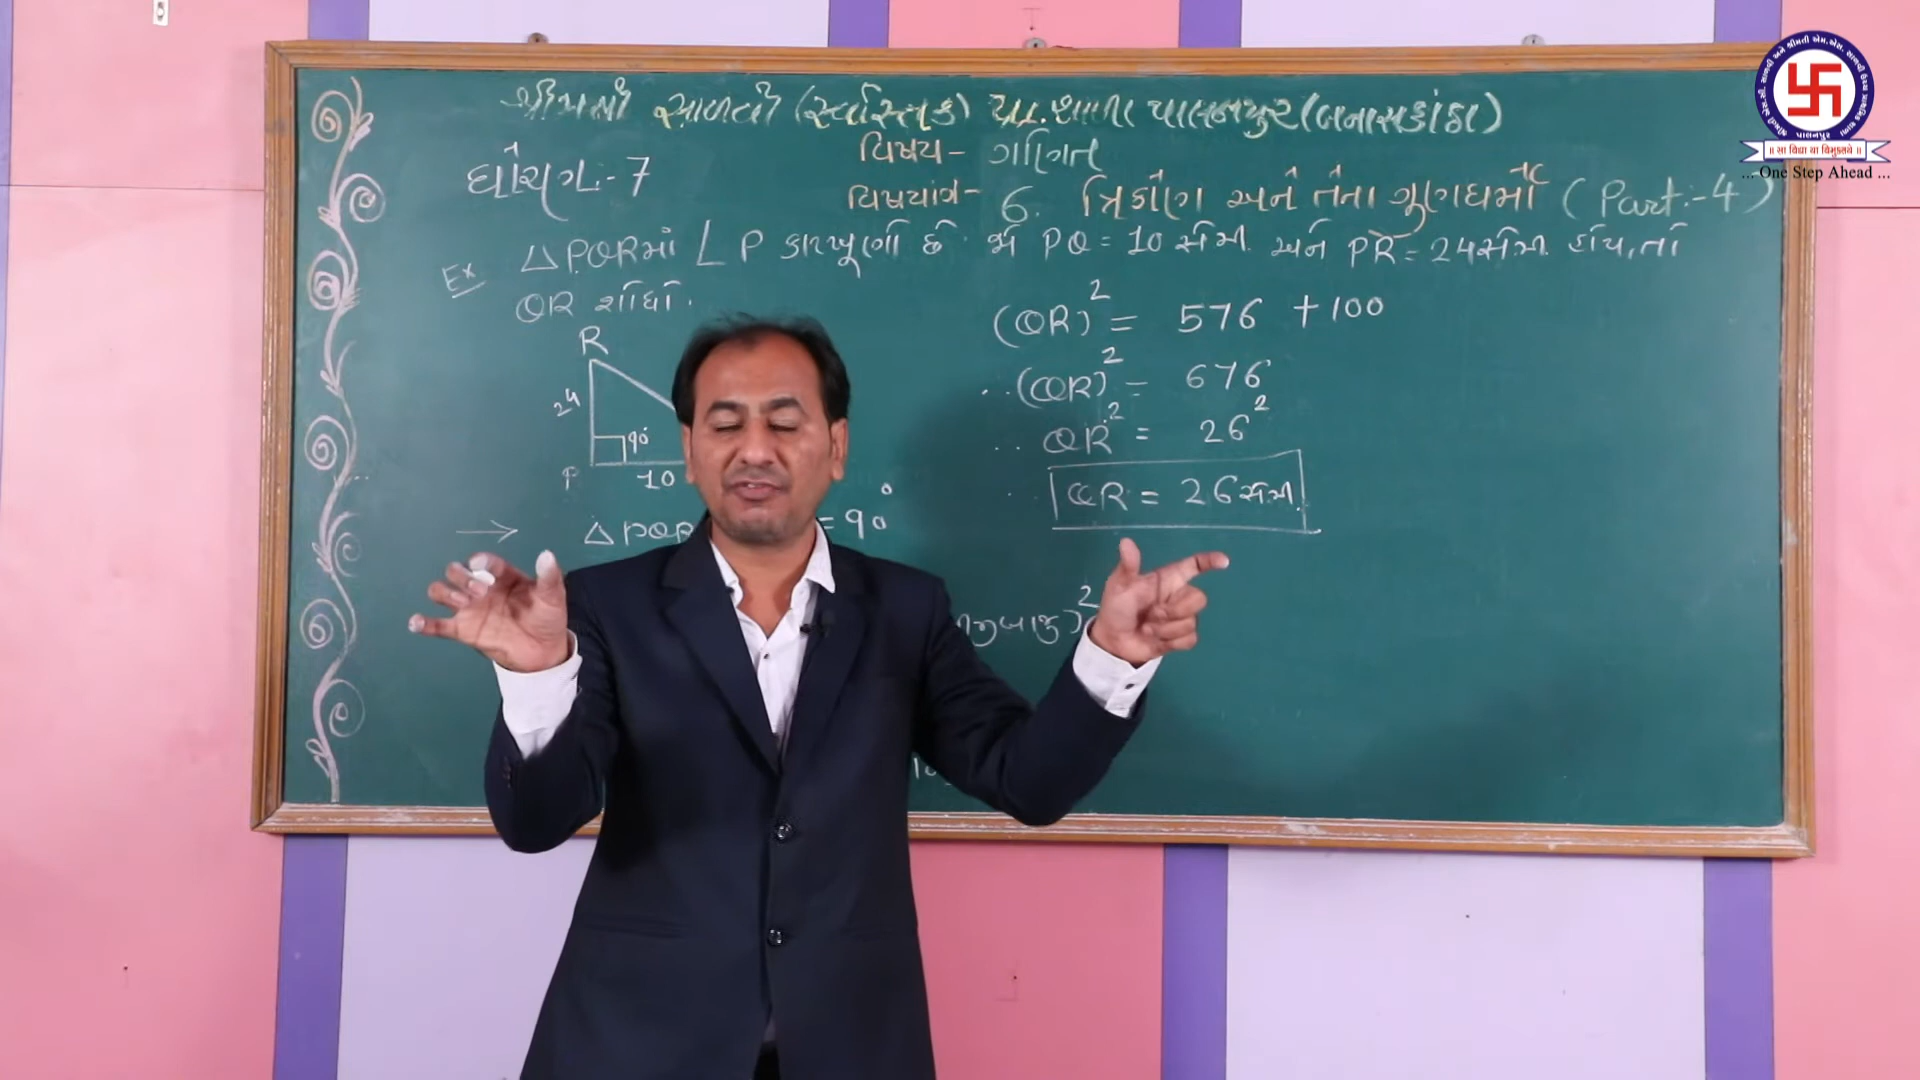 શ્રીમતી સાળવી (સ્વસ્તિક) પ્રા. શાળા પાલનપુર (બનાસકાંઠા)
વિષય - ગણિત
ધોરણ :- 7
વિષયાંગ - 6. ત્રિકોણ અને તેના ગુણધર્મો (Part :- 4)
Ex △PQRમાં ∠P કાટખૂણો છે. જો PQ = 10 સેમી. અને PR = 24 સેમી. હોય, તો
QR શોધો.
R
24
90°
P 10
→ △PQR = 90°
(QR)² = 576 + 100
∴ (QR)² = 676
∴ QR² = 26²
∴ QR = 26 સેમી.
પાલનપુર
॥ सा विद्या या विमुक्तये ॥
... One Step Ahead ...